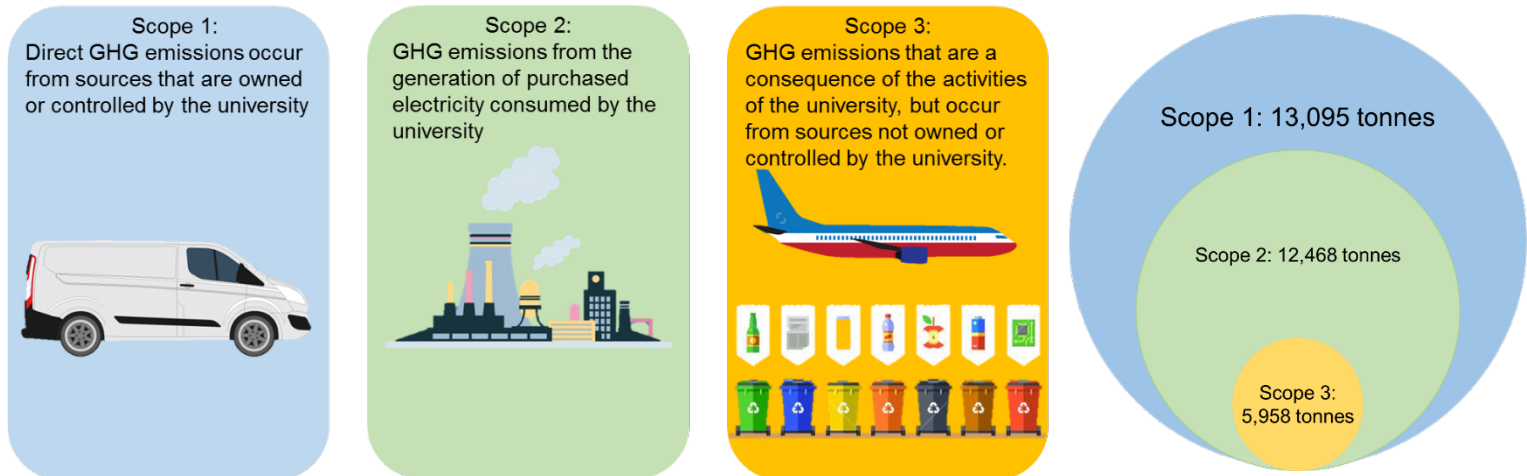 Scope 1:
Direct GHG emissions occur
from sources that are owned
or controlled by the university
Scope 2:
GHG emissions from the
generation of purchased
electricity consumed by the
university
Scope 3:
GHG emissions that are a
consequence of the activities
of the university, but occur
from sources not owned or
controlled by the university.
Scope 1: 13,095 tonnes
Scope 2: 12,468 tonnes
Scope 3:
5,958 tonnes